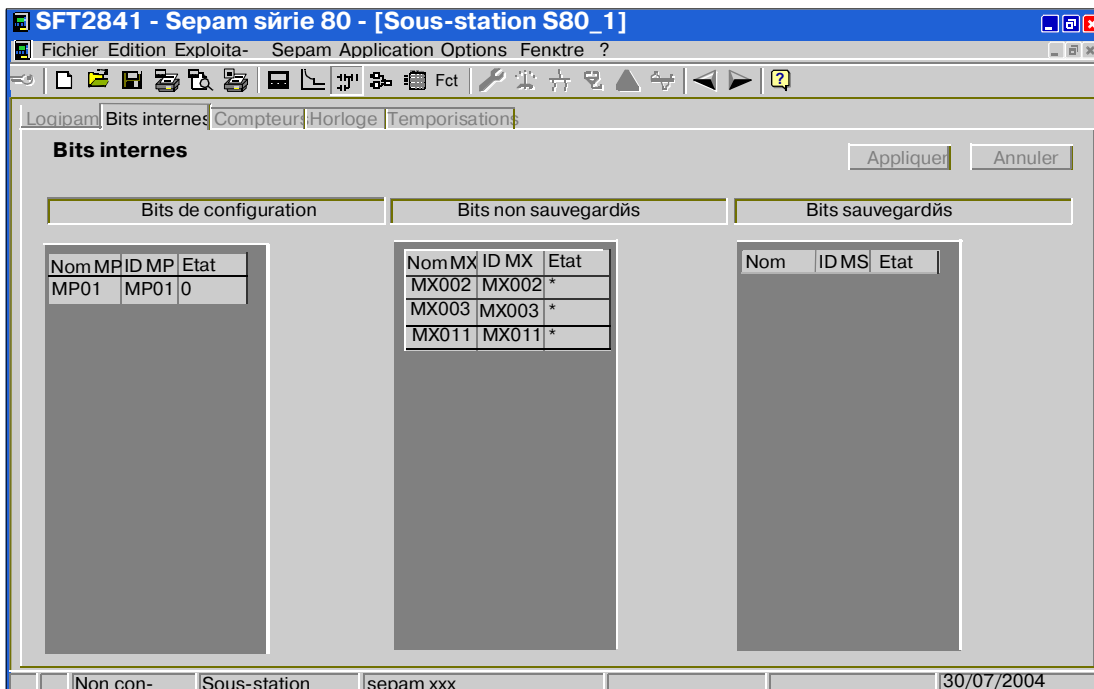 SFT2841 - Sepam sйrie 80 - [Sous-station S80_1]
Fichier Edition Exploita- Sepam Application Options Fenкtre ?
Fct
Logipam Bits internes Compteurs Horloge Temporisations
Bits internes
Appliquer Annuler
Bits de configuration Bits non sauvegardйs Bits sauvegardйs
Nom MP ID MP Etat
MP01 MP01 0
Nom MX ID MX Etat
MX002 MX002 *
MX003 MX003 *
MX011 MX011 *
Nom ID MS Etat
Non con- Sous-station sepam xxx 30/07/2004